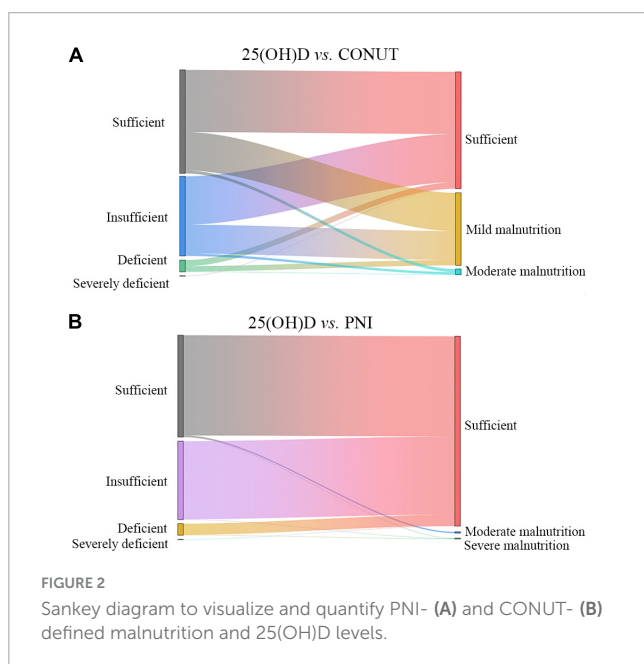 A
25(OH)D vs. CONUT
Sufficient
Insufficient
Deficient
Severely deficient
Sufficient
Mild malnutrition
Moderate malnutrition
B
25(OH)D vs. PNI
Sufficient
Insufficient
Deficient
Severely deficient
Sufficient
Moderate malnutrition
Severe malnutrition
FIGURE 2
Sankey diagram to visualize and quantify PNI- (A) and CONUT- (B)
defined malnutrition and 25(OH)D levels.